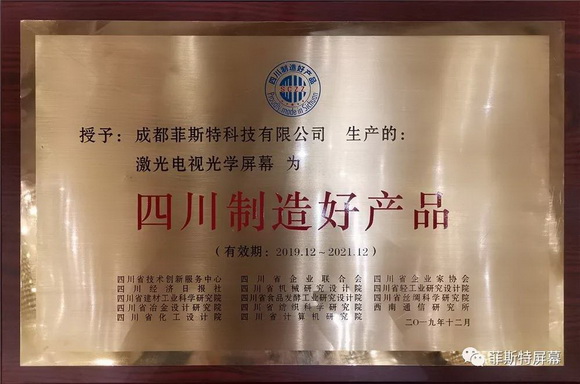 四川制造好产品
SCZZ
Products made in Sichuan
授予：成都菲斯特科技有限公司 生产的：
激光电视光学屏幕 为
四川制造好产品
（有效期：2019.12～2021.12）
四川省技术创新服务中心 四川省企业联合会 四川省企业家协会
四川经济日报社 四川省机械研究设计院 四川省轻工业研究设计院
四川省建材工业科学研究院 四川省食品发酵工业研究设计院 四川省丝绸科学研究院
四川省冶金设计研究院 四川省纺织科学研究院 西南通信研究所
四川省化工设计院 四川省计算机研究院
二〇一九年十二月
菲斯特屏幕